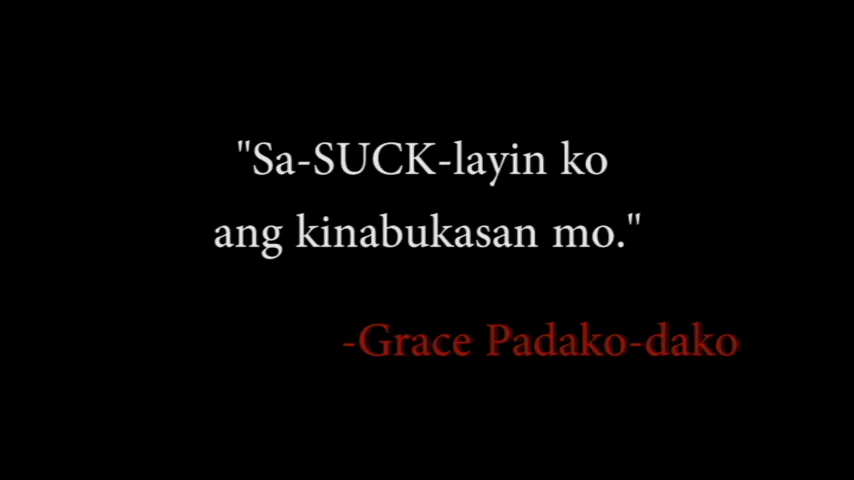 "Sa-SUCK-layin ko
ang kinabukasan mo."
-Grace Padako-dako